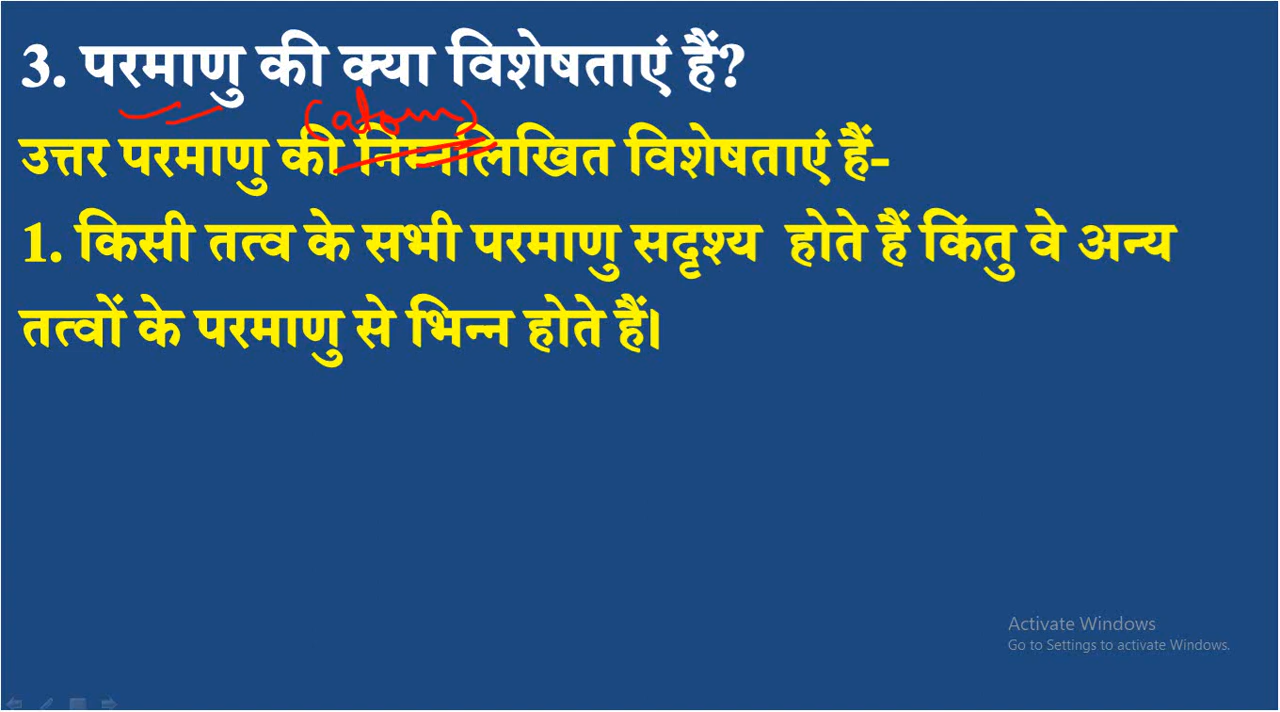 3. परमाणु की क्या विशेषताएं हैं?
(atom)
उत्तर परमाणु की निम्नलिखित विशेषताएं हैं-
1. किसी तत्व के सभी परमाणु सदृश्य होते हैं किंतु वे अन्य
तत्वों के परमाणु से भिन्न होते हैं।
Activate Windows
Go to Settings to activate Windows.